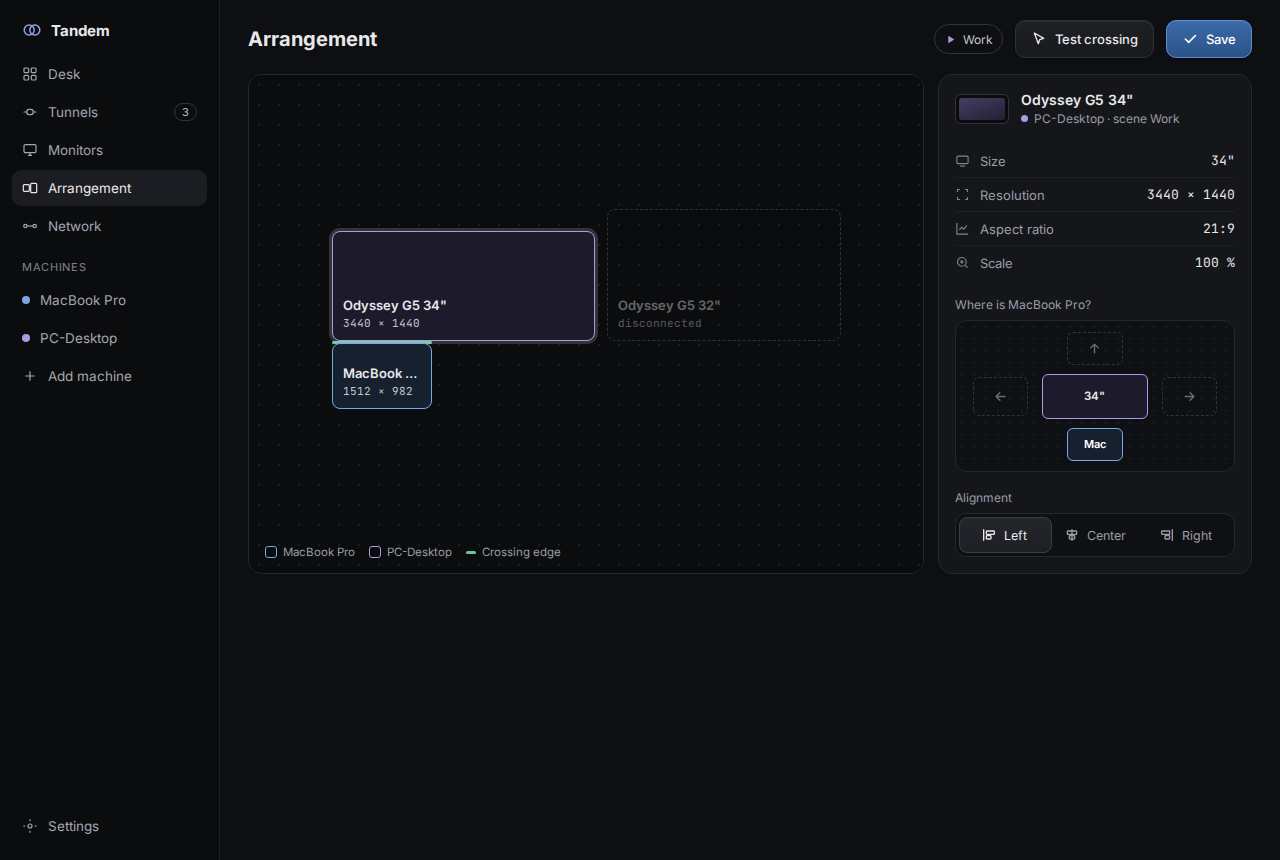 Tandem
Desk
Tunnels 3
Monitors
Arrangement
Network
MACHINES
MacBook Pro
PC-Desktop
Add machine
Settings
Arrangement
Work
Test crossing
Save
Odyssey G5 34"
3440 × 1440
Odyssey G5 32"
disconnected
MacBook ...
1512 × 982
MacBook Pro
PC-Desktop
Crossing edge
Odyssey G5 34"
PC-Desktop · scene Work
Size 34"
Resolution 3440 × 1440
Aspect ratio 21:9
Scale 100 %
Where is MacBook Pro?
34"
Mac
Alignment
Left
Center
Right